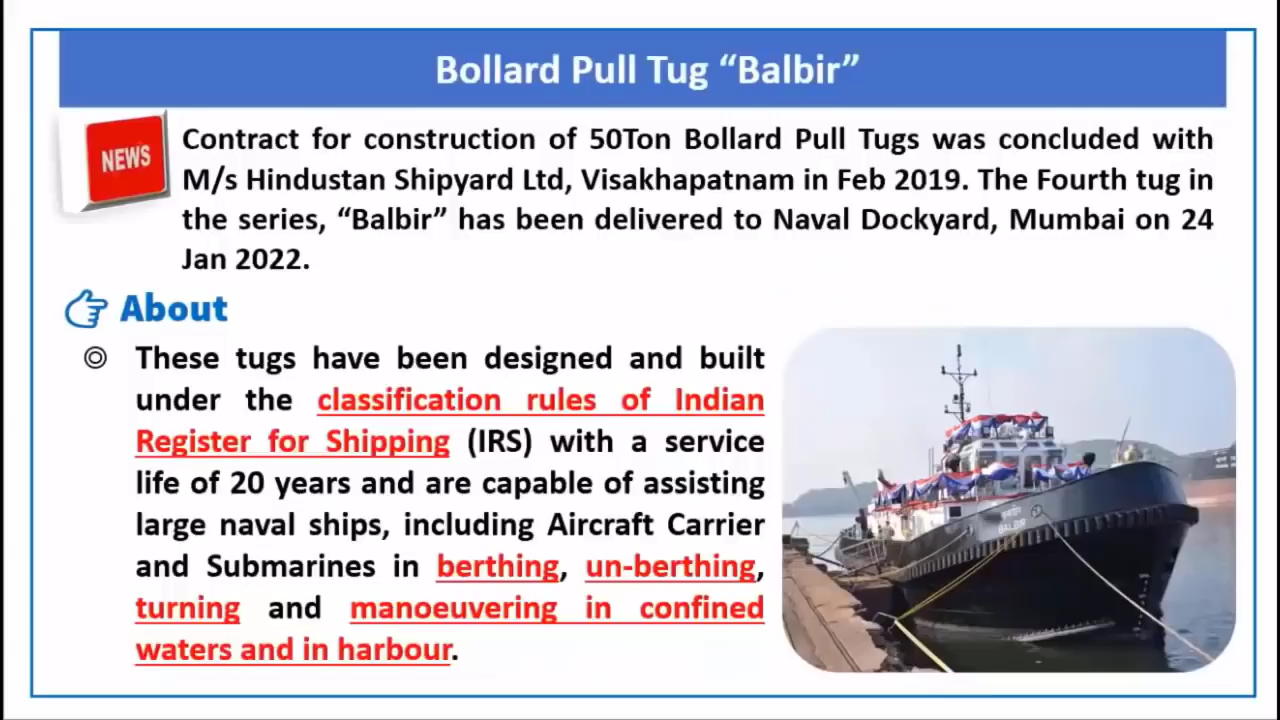 Bollard Pull Tug “Balbir”
NEWS
Contract for construction of 50Ton Bollard Pull Tugs was concluded with
M/s Hindustan Shipyard Ltd, Visakhapatnam in Feb 2019. The Fourth tug in
the series, “Balbir” has been delivered to Naval Dockyard, Mumbai on 24
Jan 2022.
About
These tugs have been designed and built
under the classification rules of Indian
Register for Shipping (IRS) with a service
life of 20 years and are capable of assisting
large naval ships, including Aircraft Carrier
and Submarines in berthing, un-berthing,
turning and manoeuvering in confined
waters and in harbour.
BALBIR